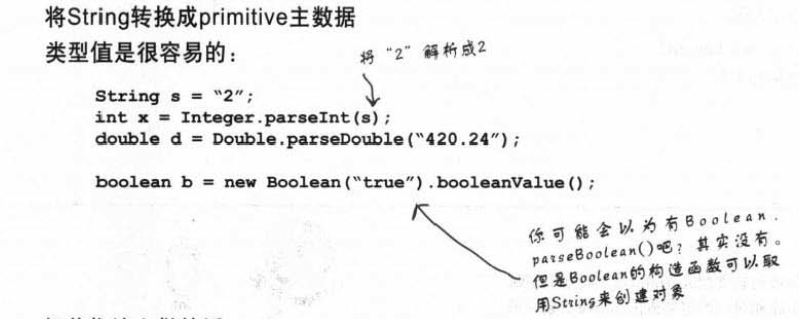 将String转换成primitive主数据
类型值是很容易的：
将“2”解析成2
String s = “2”;
int x = Integer.parseInt(s);
double d = Double.parseDouble(“420.24”);
boolean b = new Boolean(“true”).booleanValue();
你可能会以为有Boolean.
parseBoolean()吧？其实没有。
但是Boolean的构造函数可以取
用String来创建对象